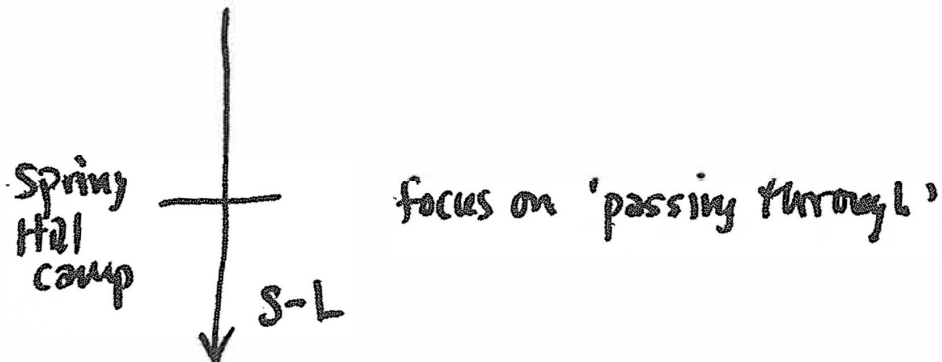 Spring
Hill
camp
focus on 'passing through'
S-L